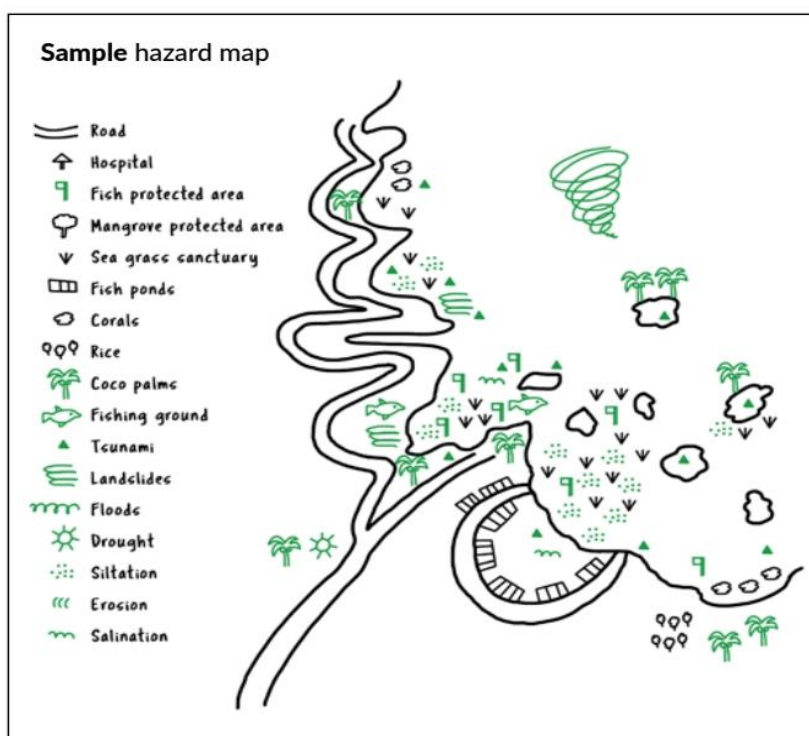 Sample hazard map
Road
Hospital
Fish protected area
Mangrove protected area
Sea grass sanctuary
Fish ponds
Corals
Rice
Coco palms
Fishing ground
Tsunami
Landslides
Floods
Drought
Siltation
Erosion
Salination